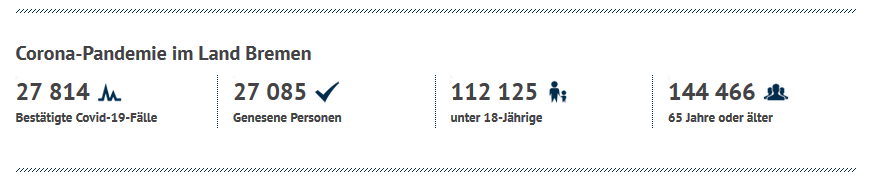 Corona-Pandemie im Land Bremen
27 814
Bestätigte Covid-19-Fälle
27 085
Genesene Personen
112 125
unter 18-Jährige
144 466
65 Jahre oder älter